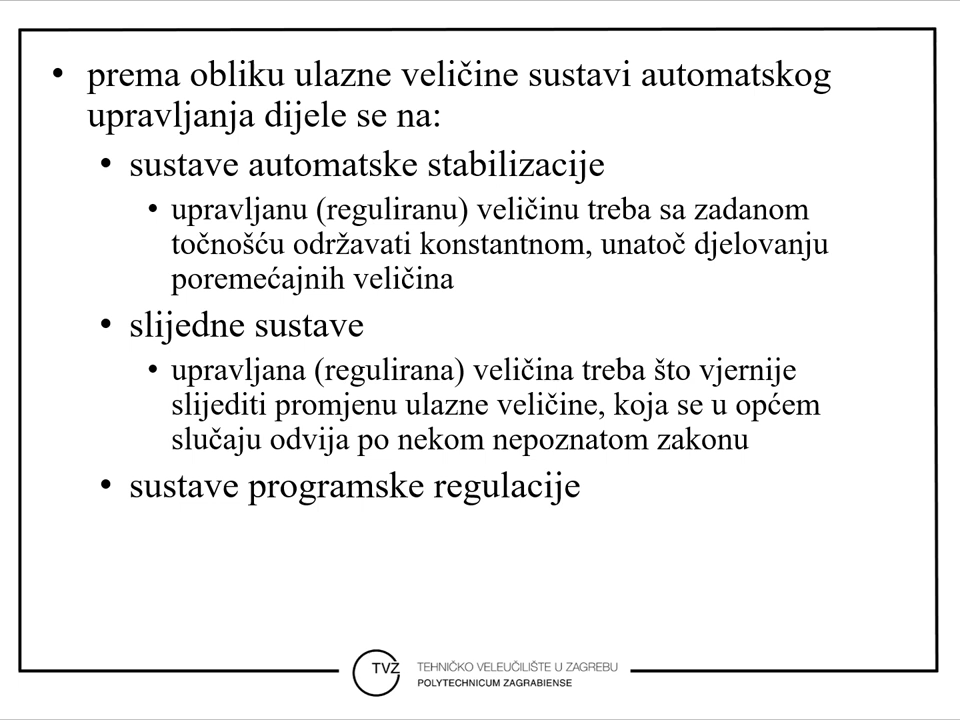 • prema obliku ulazne veličine sustavi automatskog
upravljanja dijele se na:
• sustave automatske stabilizacije
• upravljanu (reguliranu) veličinu treba sa zadanom
točnošću održavati konstantnom, unatoč djelovanju
poremećajnih veličina
• slijedne sustave
• upravljana (regulirana) veličina treba što vjernije
slijediti promjenu ulazne veličine, koja se u općem
slučaju odvija po nekom nepoznatom zakonu
• sustave programske regulacije
TVZ
TEHNIČKO VELEUČILIŠTE U ZAGREBU
POLYTECHNICUM ZAGRABIENSE